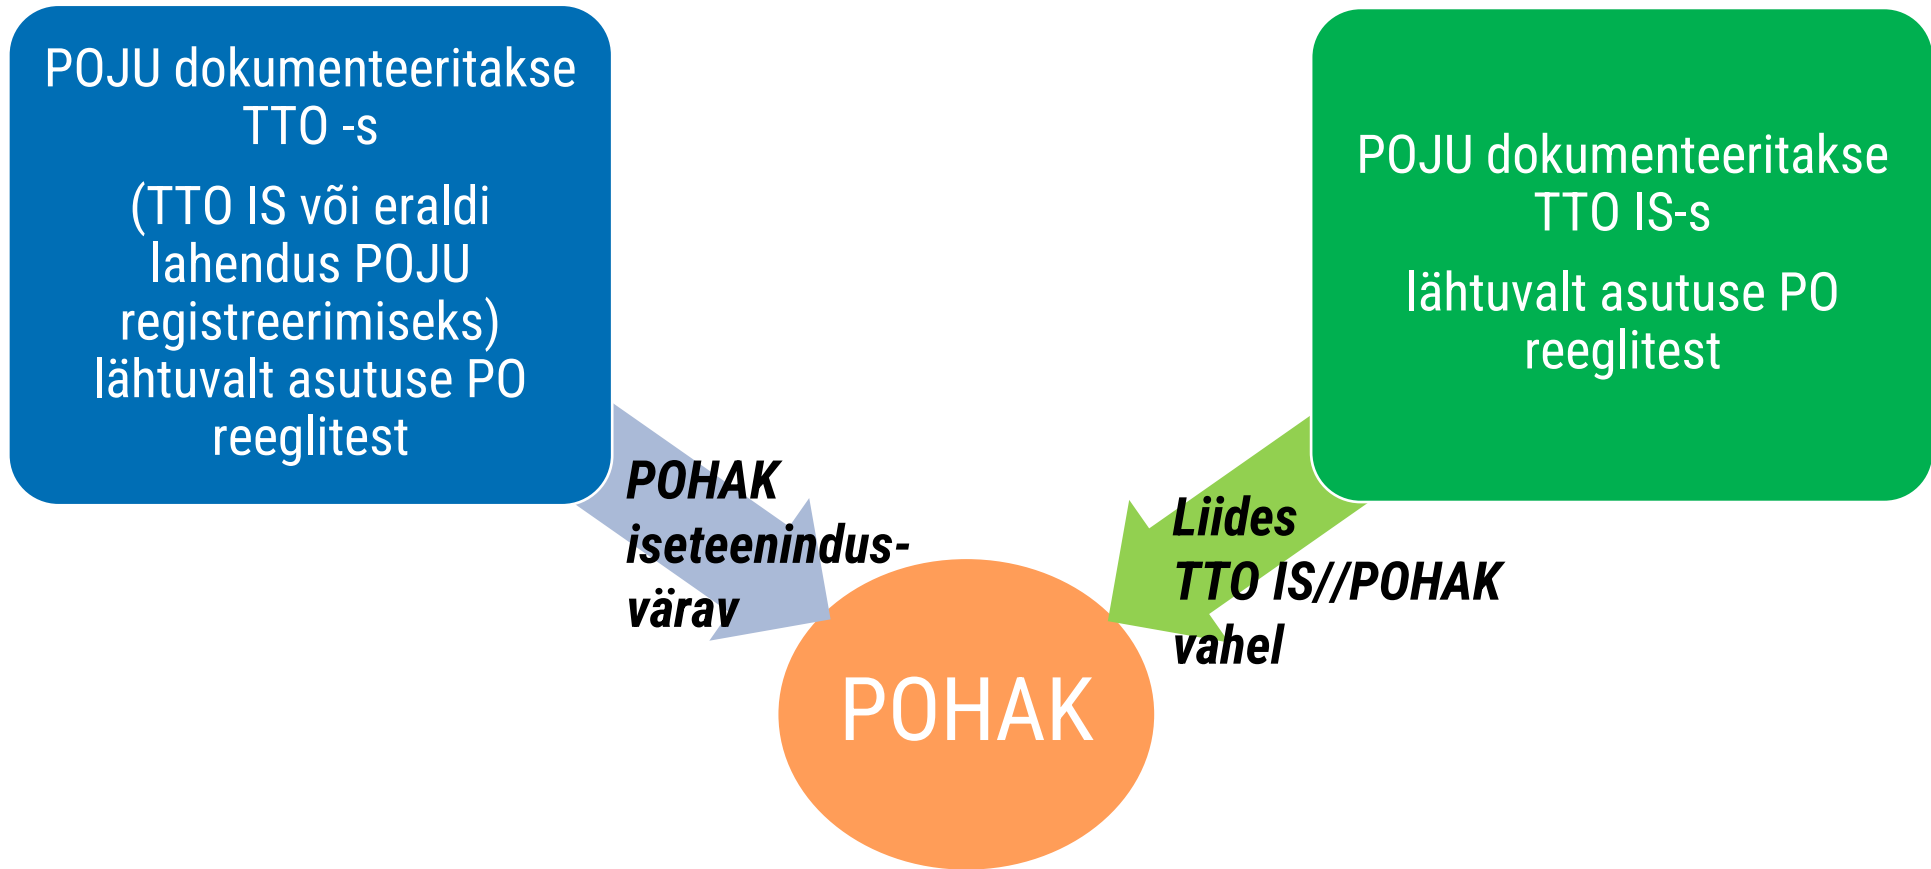 POJU dokumenteeritakse
TTO -s
(TTO IS või eraldi
lahendus POJU
registreerimiseks)
lähtuvalt asutuse PO
reeglitest
POJU dokumenteeritakse
TTO IS-s
lähtuvalt asutuse PO
reeglitest
POHAK
iseteenindus-
värav
Liides
TTO IS//POHAK
vahel
POHAK